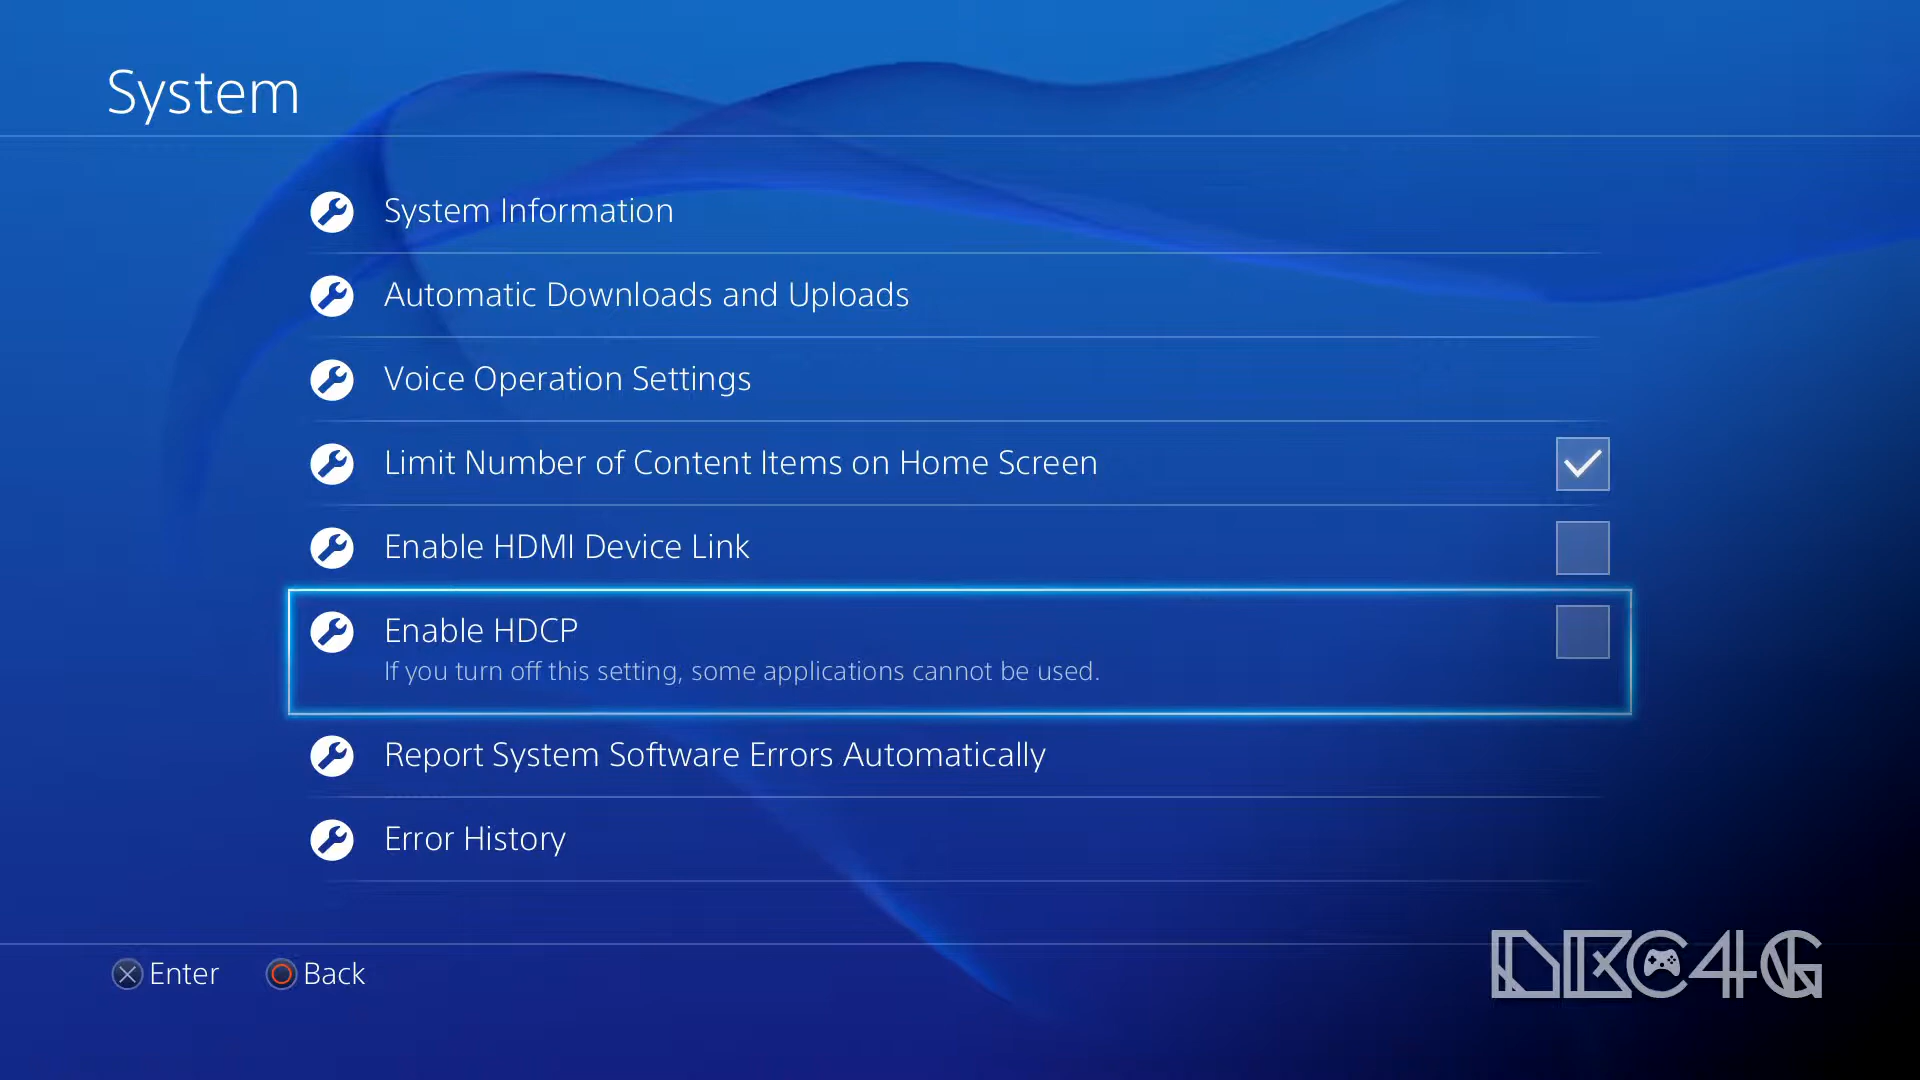 System
System Information
Automatic Downloads and Uploads
Voice Operation Settings
Limit Number of Content Items on Home Screen
Enable HDMI Device Link
Enable HDCP
If you turn off this setting, some applications cannot be used.
Report System Software Errors Automatically
Error History
Enter Back